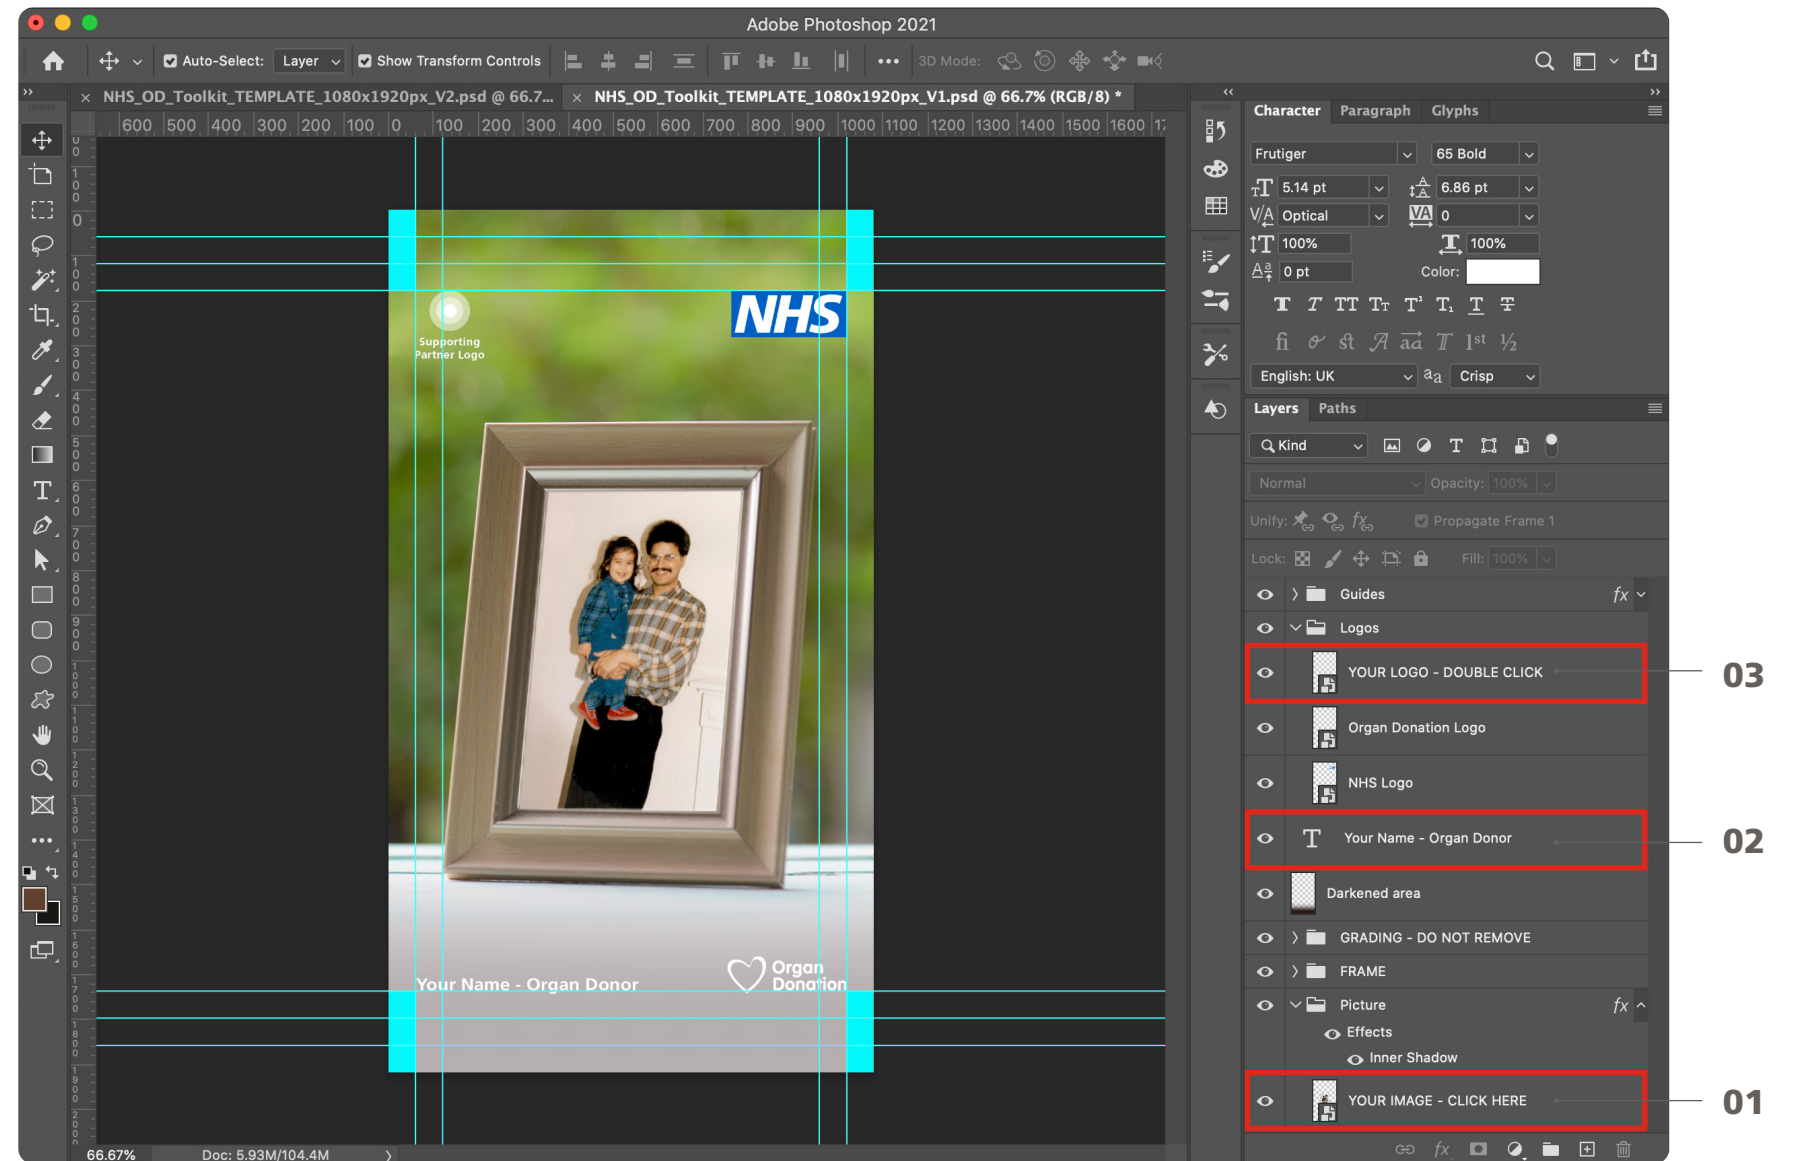 Adobe Photoshop 2021
Auto-Select: Layer Show Transform Controls 3D Mode:
NHS_OD_Toolkit_TEMPLATE_1080x1920px_V2.psd @ 66.7...
NHS_OD_Toolkit_TEMPLATE_1080x1920px_V1.psd @ 66.7% (RGB/8) *
600 500 400 300 200 100 0 100 200 300 400 500 600 700 800 900 1000 1100 1200 1300 1400 1500 1600
Supporting
Partner Logo
NHS
Your Name - Organ Donor
Organ
Donation
66.67% Doc: 5.93M/104.4M
Character Paragraph Glyphs
Frutiger 65 Bold
5.14 pt 6.86 pt
Optical 0
100% 100%
0 pt Color:
English: UK aa Crisp
Layers Paths
Kind
Normal Opacity: 100%
Unify: Propagate Frame 1
Lock: Fill: 100%
Guides fx
Logos
YOUR LOGO - DOUBLE CLICK
03
Organ Donation Logo
NHS Logo
Your Name - Organ Donor
02
Darkened area
GRADING - DO NOT REMOVE
FRAME
Picture fx
Effects
Inner Shadow
YOUR IMAGE - CLICK HERE
01